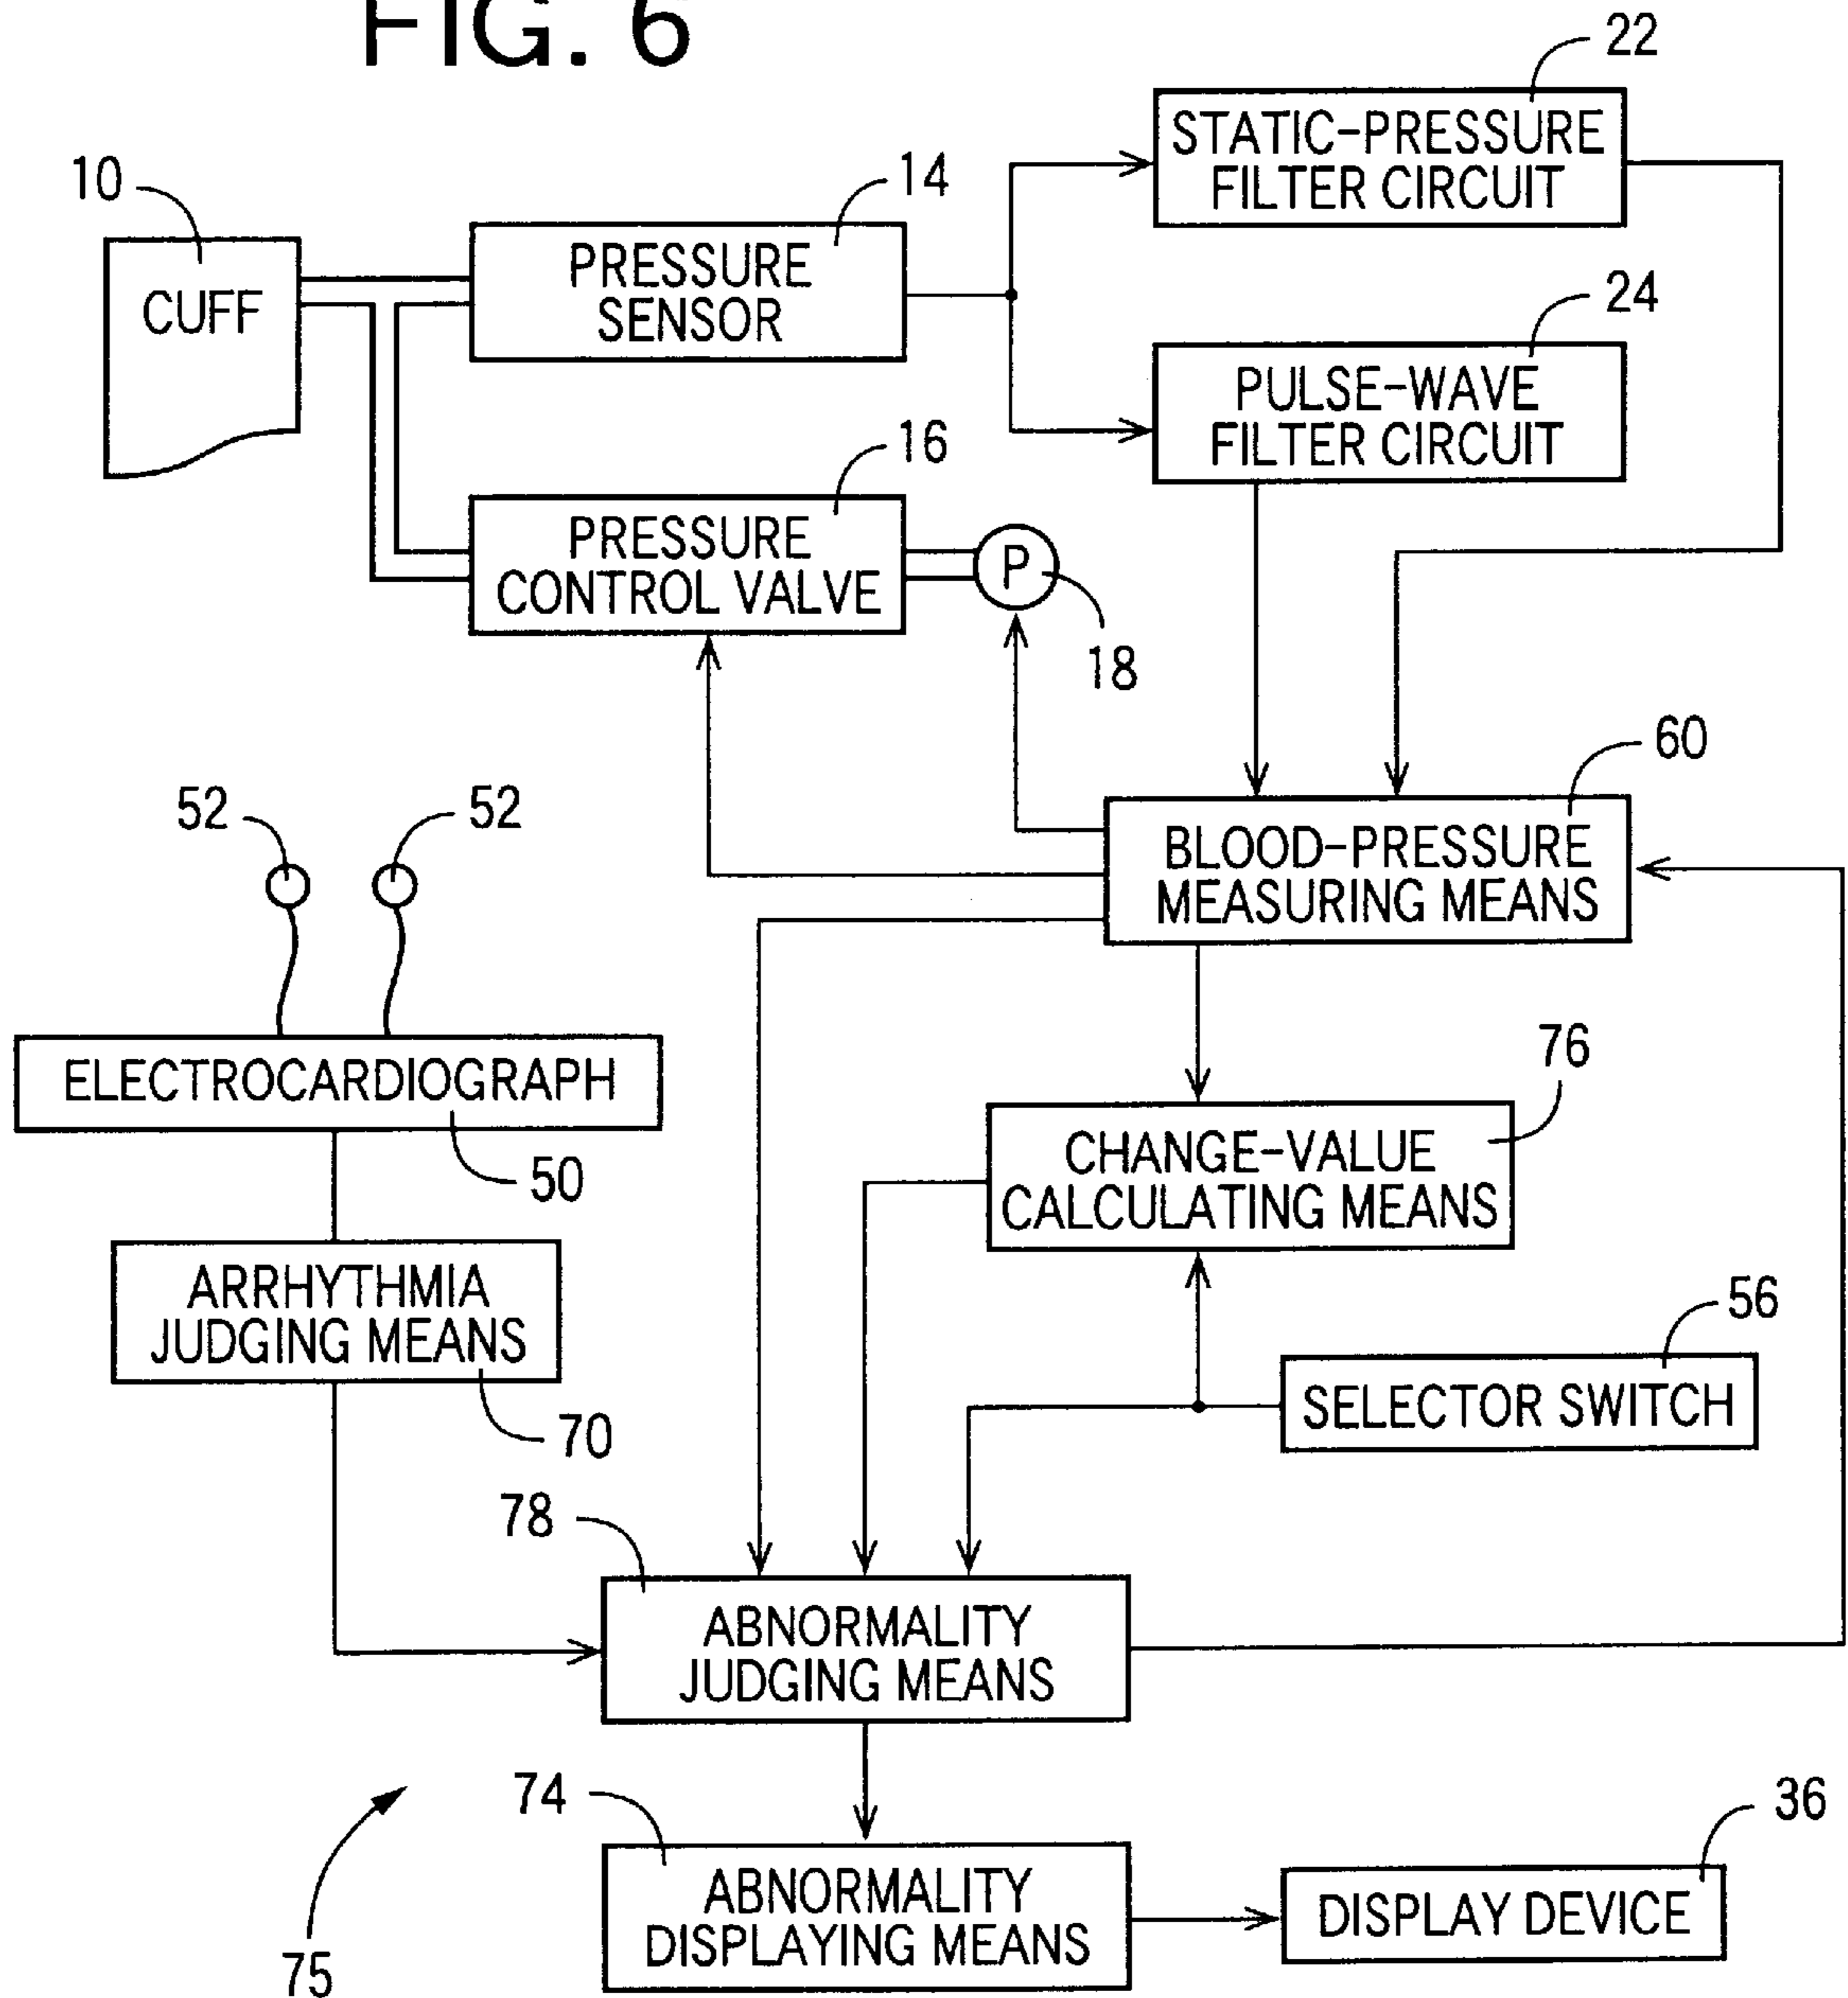 FIG. 6
22
STATIC-PRESSURE
FILTER CIRCUIT
10
14
CUFF
PRESSURE
SENSOR
24
PULSE-WAVE
FILTER CIRCUIT
16
PRESSURE
CONTROL VALVE
P
18
60
52
52
BLOOD-PRESSURE
MEASURING MEANS
ELECTROCARDIOGRAPH
50
76
CHANGE-VALUE
CALCULATING MEANS
ARRHYTHMIA
JUDGING MEANS
70
56
SELECTOR SWITCH
78
ABNORMALITY
JUDGING MEANS
74
ABNORMALITY
DISPLAYING MEANS
36
DISPLAY DEVICE
75